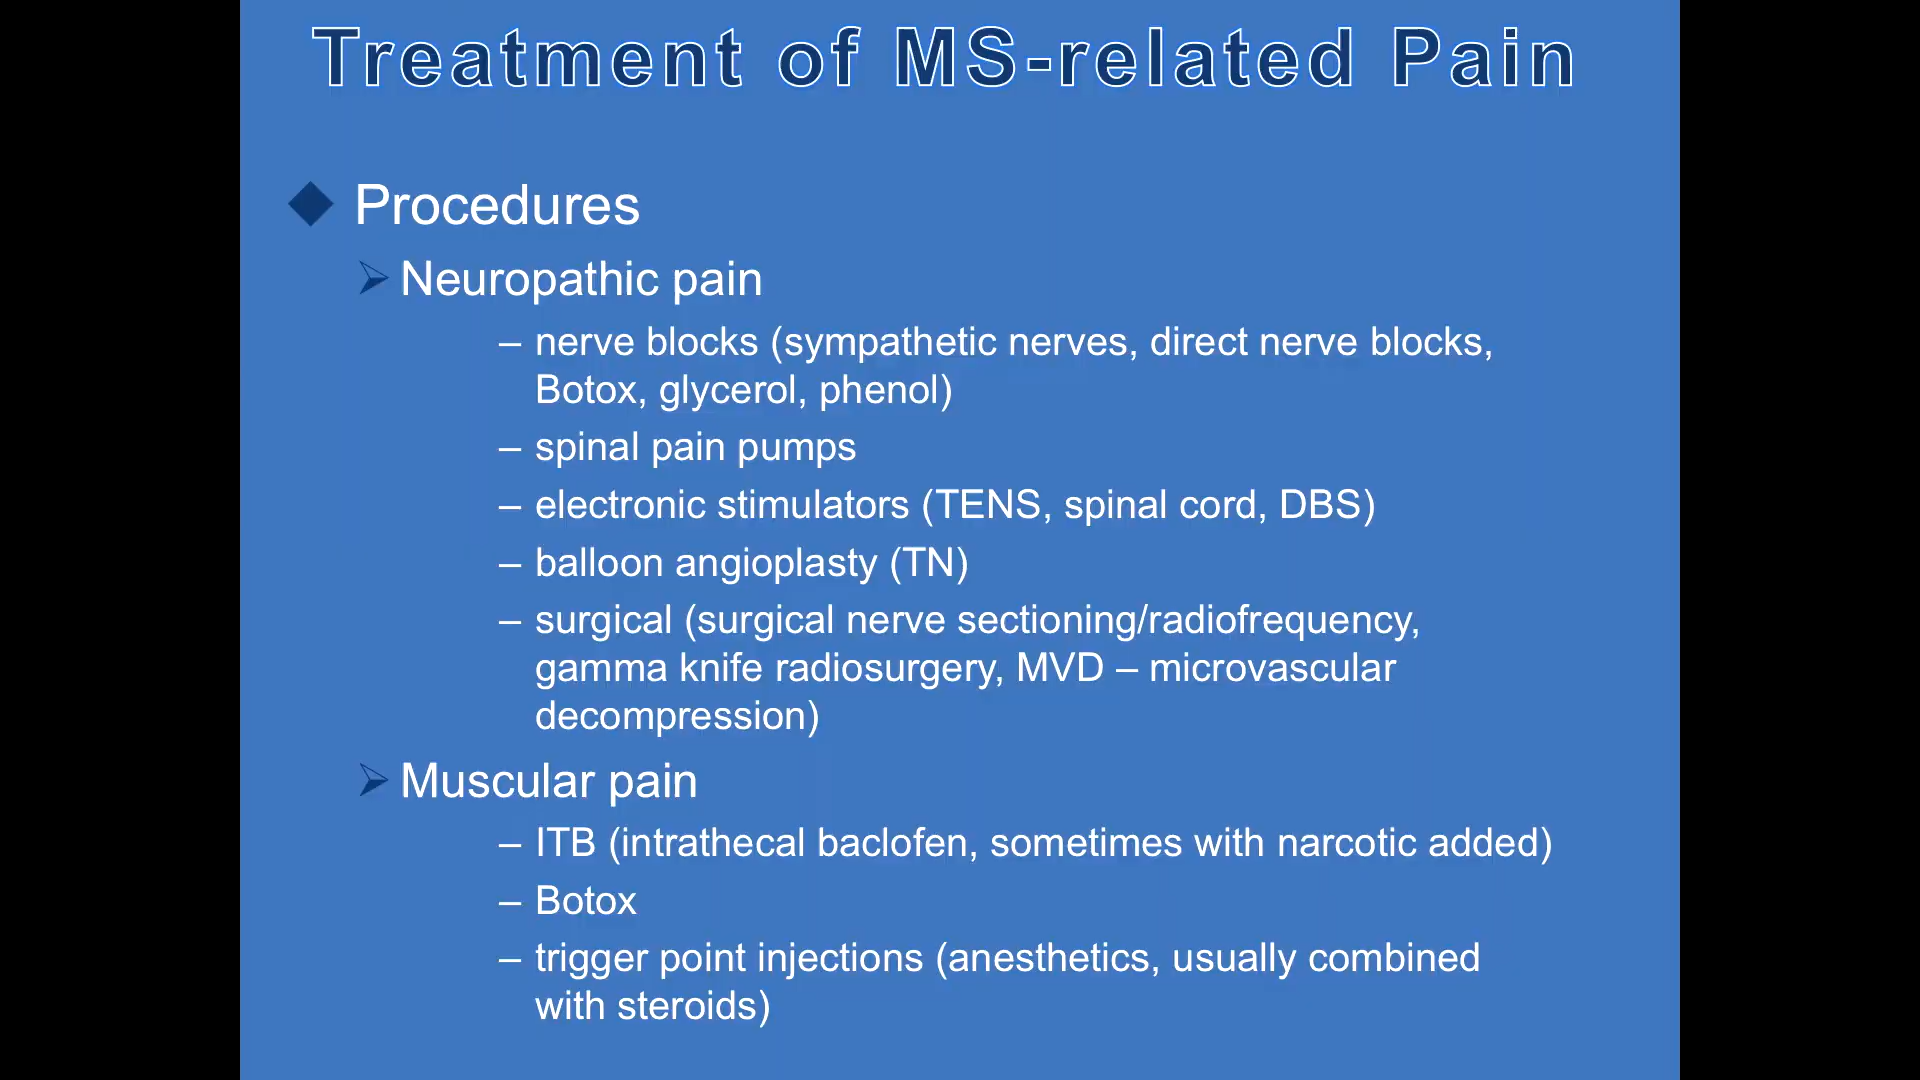 Treatment of MS-related Pain
Procedures
Neuropathic pain
– nerve blocks (sympathetic nerves, direct nerve blocks,
Botox, glycerol, phenol)
– spinal pain pumps
– electronic stimulators (TENS, spinal cord, DBS)
– balloon angioplasty (TN)
– surgical (surgical nerve sectioning/radiofrequency,
gamma knife radiosurgery, MVD – microvascular
decompression)
Muscular pain
– ITB (intrathecal baclofen, sometimes with narcotic added)
– Botox
– trigger point injections (anesthetics, usually combined
with steroids)